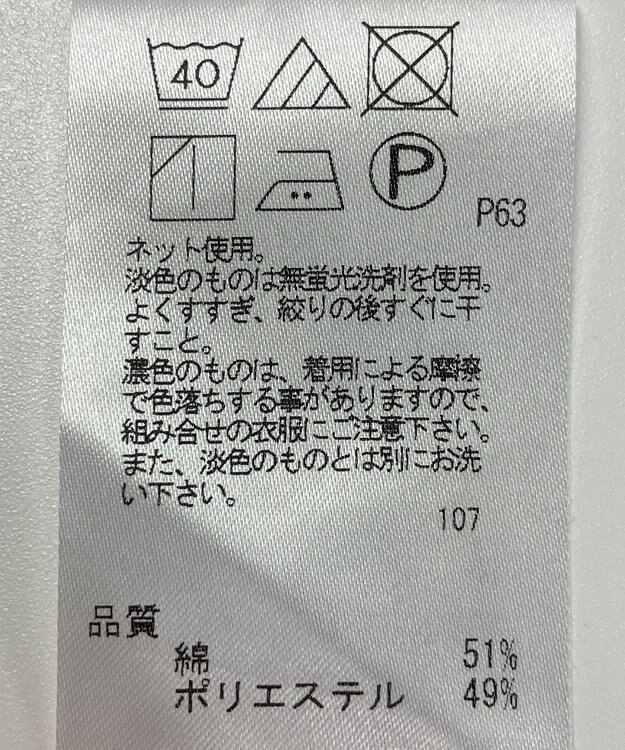 40
P
P63
ネット使用。
淡色のものは無蛍光洗剤を使用。
よくすすぎ、絞りの後すぐに干
すこと。
濃色のものは、着用による摩擦
で色落ちする事がありますので、
組み合せの衣服にご注意下さい。
また、淡色のものとは別にお洗
い下さい。
107
品質
綿 51%
ポリエステル 49%